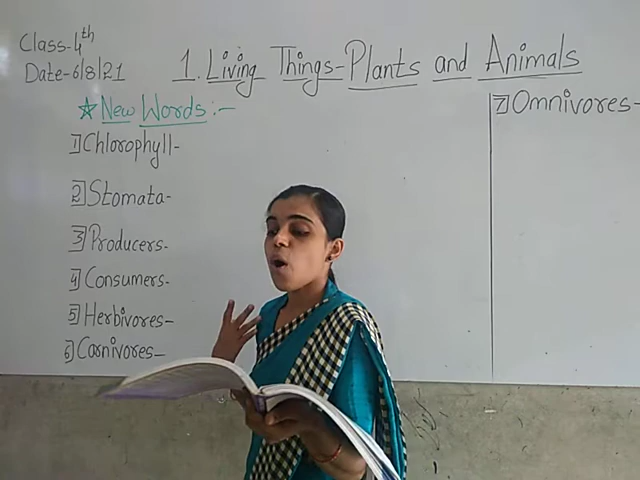 Class-4th
Date-6/8/21
1. Living Things-Plants and Animals
★ New Words:-
1] Chlorophyll-
2] Stomata-
3] Producers-
4] Consumers-
5] Herbivores-
6] Carnivores-
7] Omnivores-